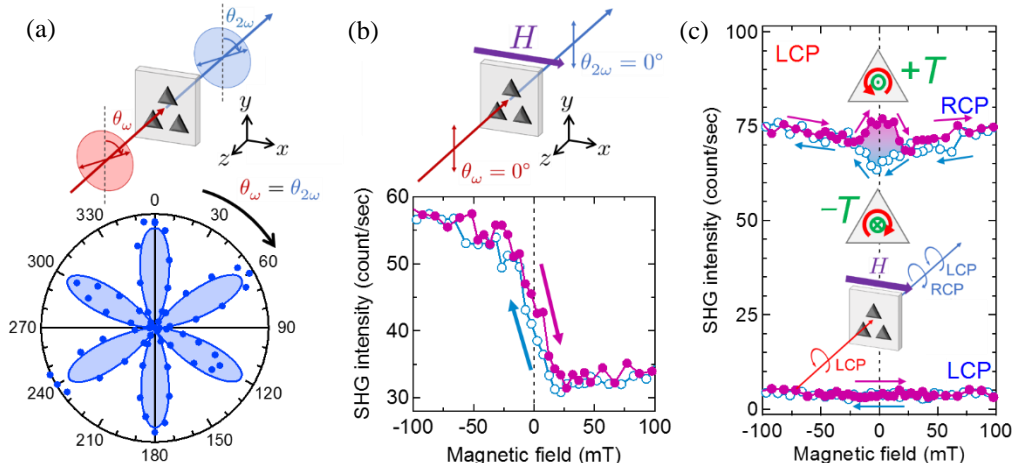 (a)
θ2ω
θω
y
x
z
θω = θ2ω
0
30
60
90
120
150
180
210
240
270
300
330
(b)
H
θ2ω = 0°
y
x
z
θω = 0°
SHG intensity (count/sec)
60
50
40
30
-100
-50
0
50
100
Magnetic field (mT)
(c)
SHG intensity (count/sec)
100
75
50
25
0
LCP
+T
RCP
−T
H
LCP
RCP
LCP
LCP
-100
-50
0
50
100
Magnetic field (mT)